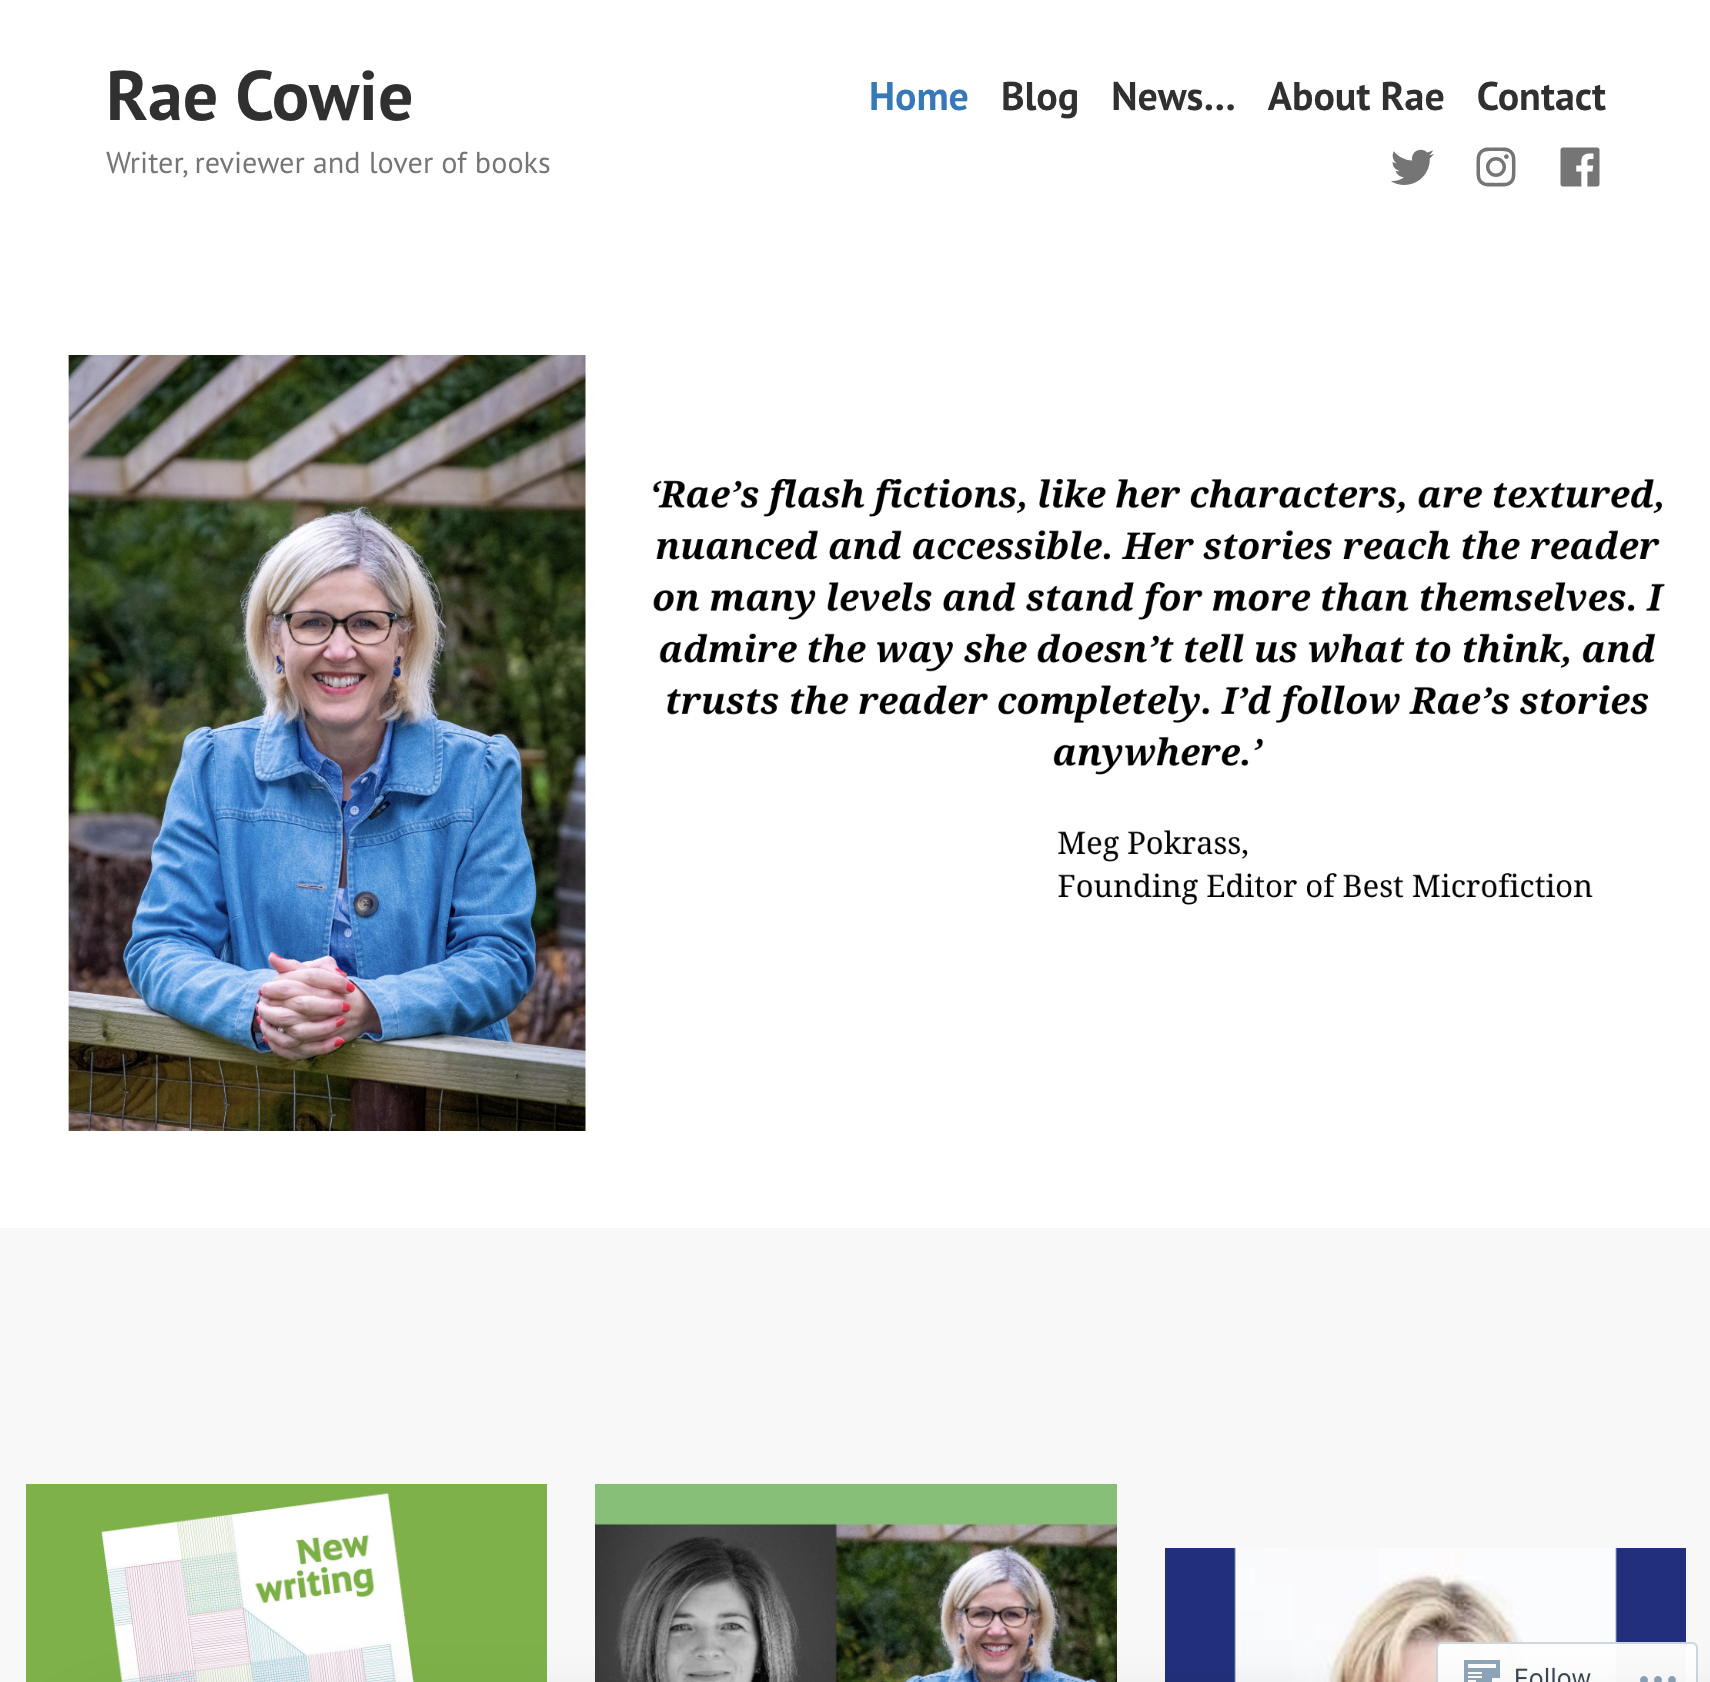 Rae Cowie
Writer, reviewer and lover of books
Home Blog News... About Rae Contact
‘Rae’s flash fictions, like her characters, are textured,
nuanced and accessible. Her stories reach the reader
on many levels and stand for more than themselves. I
admire the way she doesn’t tell us what to think, and
trusts the reader completely. I’d follow Rae’s stories
anywhere.’
Meg Pokrass,
Founding Editor of Best Microfiction
New
writing
Follow